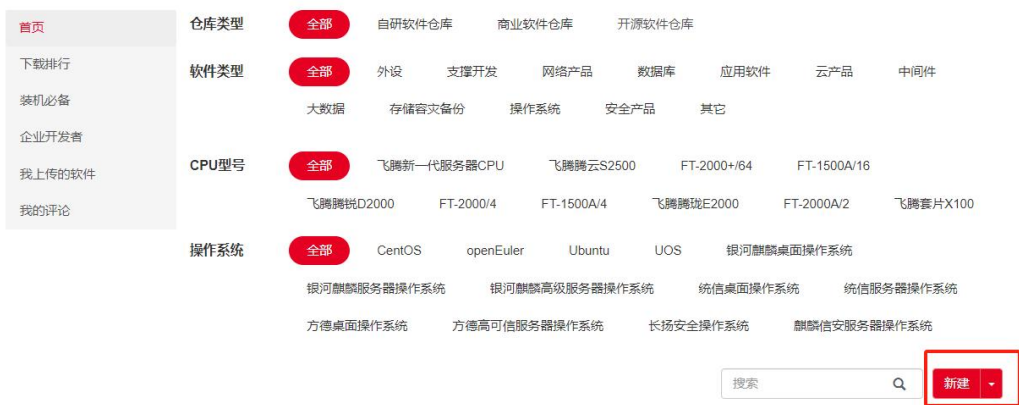 首页
下载排行
装机必备
企业开发者
我上传的软件
我的评论
仓库类型 全部 自研软件仓库 商业软件仓库 开源软件仓库
软件类型 全部 外设 支撑开发 网络产品 数据库 应用软件 云产品 中间件
大数据 存储容灾备份 操作系统 安全产品 其它
CPU型号 全部 飞腾新一代服务器CPU 飞腾腾云S2500 FT-2000+/64 FT-1500A/16
飞腾腾锐D2000 FT-2000/4 FT-1500A/4 飞腾腾珑E2000 FT-2000A/2 飞腾套片X100
操作系统 全部 CentOS openEuler Ubuntu UOS 银河麒麟桌面操作系统
银河麒麟服务器操作系统 银河麒麟高级服务器操作系统 统信桌面操作系统 统信服务器操作系统
方德桌面操作系统 方德高可信服务器操作系统 长扬安全操作系统 麒麟信安服务器操作系统
搜索 新建